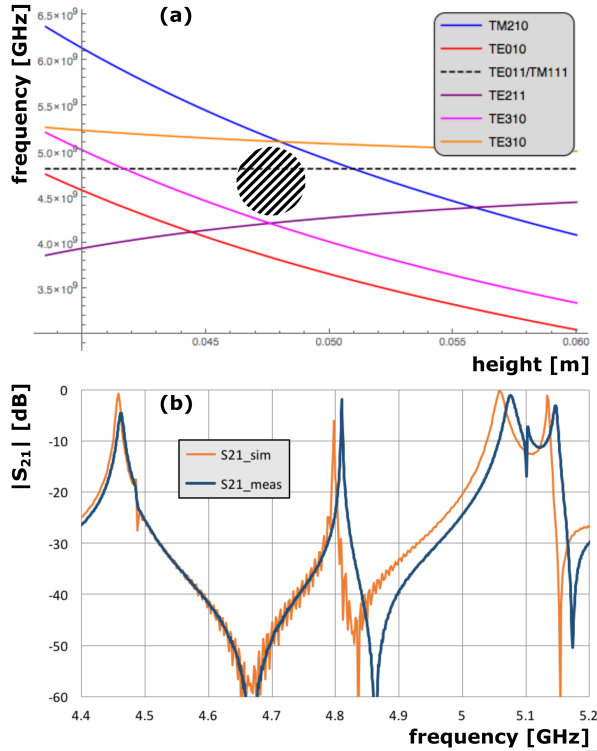 (a)
frequency [GHz]
6.5×10⁹
6.0×10⁹
5.5×10⁹
5.0×10⁹
4.5×10⁹
4.0×10⁹
3.5×10⁹
TM210
TE010
TE011/TM111
TE211
TE310
TE310
0.045
0.050
0.055
0.060
height [m]
(b)
|S₂₁| [dB]
0
-10
-20
-30
-40
-50
-60
S21_sim
S21_meas
4.4
4.5
4.6
4.7
4.8
4.9
5
5.1
5.2
frequency [GHz]